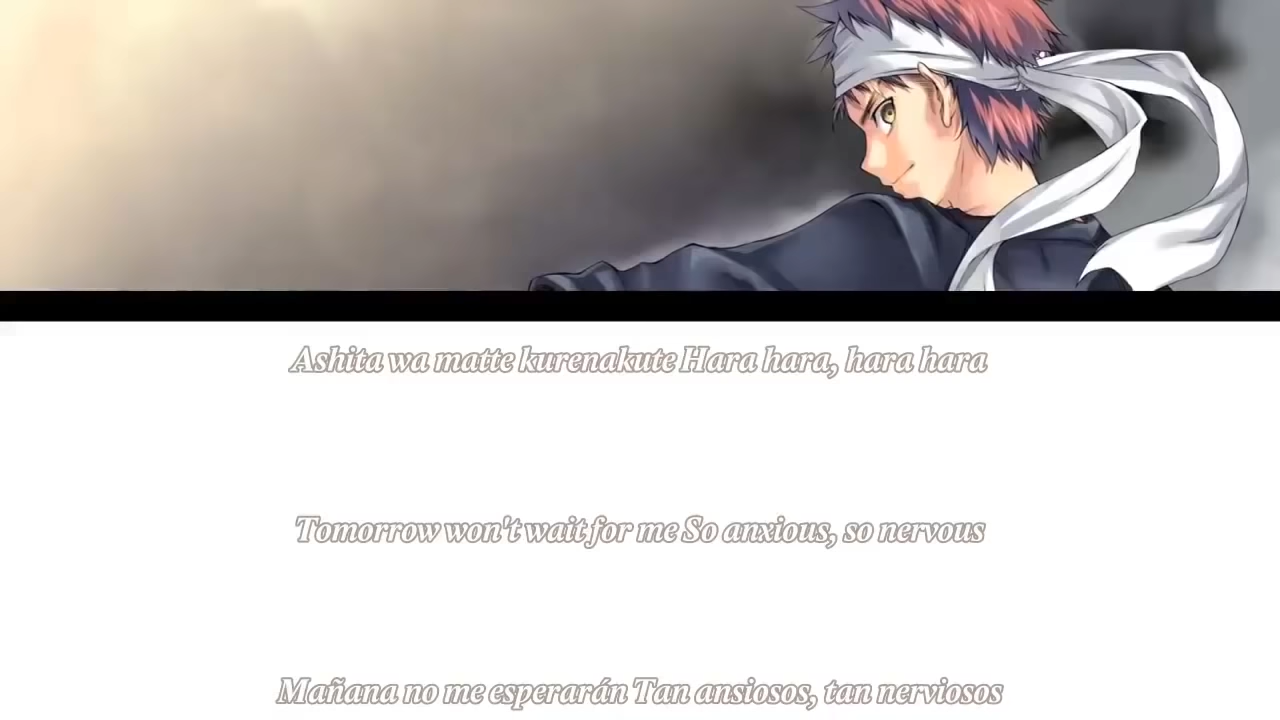 Ashita wa matte kurenakute Hara hara, hara hara
Tomorrow won't wait for me So anxious, so nervous
Mañana no me esperarán Tan ansiosos, tan nerviosos